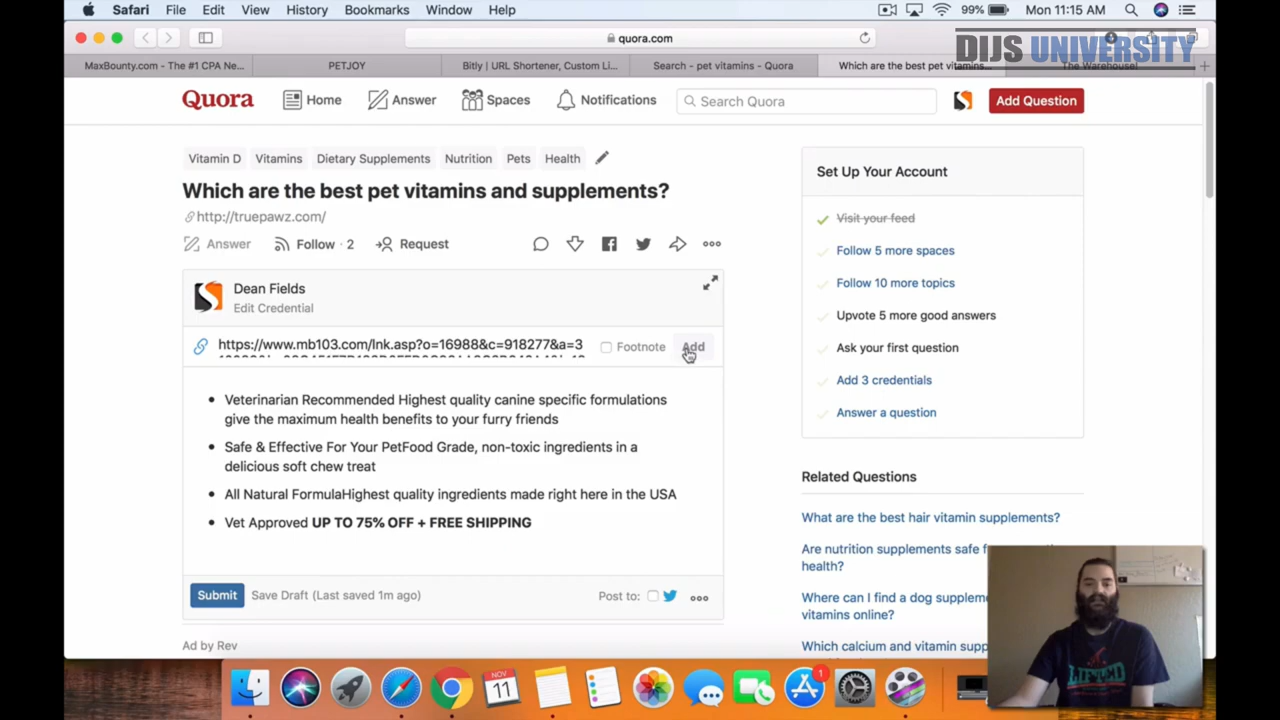 Safari File Edit View History Bookmarks Window Help 99% Mon 11:15 AM
quora.com
DIJS UNIVERSITY
MaxBounty.com - The #1 CPA Ne... PETJOY Bitly | URL Shortener, Custom Li... Search - pet vitamins - Quora Which are the best pet vitamins... The Warehouse!
Quora Home Answer Spaces Notifications Search Quora Add Question
Vitamin D Vitamins Dietary Supplements Nutrition Pets Health
Which are the best pet vitamins and supplements?
http://truepawz.com/
Answer Follow · 2 Request
Dean Fields
Edit Credential
https://www.mb103.com/lnk.asp?o=16988&c=918277&a=3 Footnote Add
• Veterinarian Recommended Highest quality canine specific formulations
give the maximum health benefits to your furry friends
• Safe & Effective For Your PetFood Grade, non-toxic ingredients in a
delicious soft chew treat
• All Natural FormulaHighest quality ingredients made right here in the USA
• Vet Approved UP TO 75% OFF + FREE SHIPPING
Submit Save Draft (Last saved 1m ago) Post to:
Ad by Rev
Set Up Your Account
Visit your feed
Follow 5 more spaces
Follow 10 more topics
Upvote 5 more good answers
Ask your first question
Add 3 credentials
Answer a question
Related Questions
What are the best hair vitamin supplements?
Are nutrition supplements safe f
health?
Where can I find a dog suppleme
vitamins online?
Which calcium and vitamin supp
LIFTED
NOV
11
1